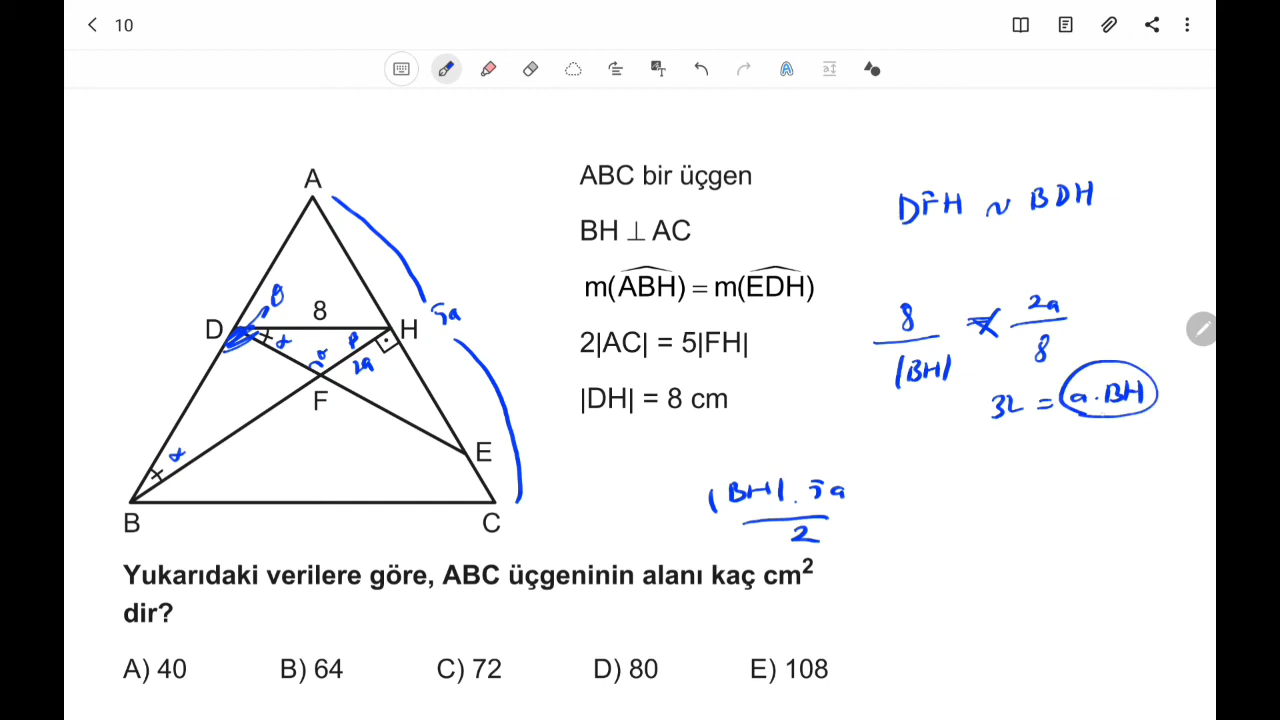 10
A
D
8
H
F
E
B
C
θ
α
β
α
2a
α
5a
ABC bir üçgen
BH ⊥ AC
m(ABH) = m(EDH)
2|AC| = 5|FH|
|DH| = 8 cm
DFH ~ BDH
8 / |BH| × 2a / 8
32 = a.BH
|BH| . 5a
2
Yukarıdaki verilere göre, ABC üçgeninin alanı kaç cm²
dir?
A) 40 B) 64 C) 72 D) 80 E) 108